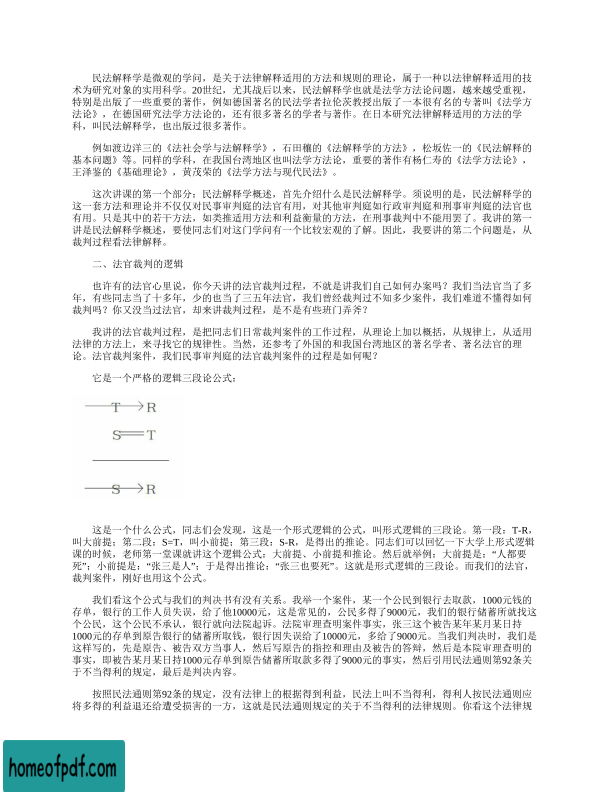 民法解释学是微观的学问，是关于法律解释适用的方法和规则的理论，属于一种以法律解释适用的技
术为研究对象的实用科学。20世纪，尤其战后以来，民法解释学也就是法学方法论问题，越来越受重视，
特别是出版了一些重要的著作，例如德国著名的民法学者拉伦茨教授出版了一本很有名的专著叫《法学方
法论》，在德国研究法学方法论的，还有很多著名的学者与著作。在日本研究法律解释适用的方法的学
科，叫民法解释学，也出版过很多著作。
例如渡边洋三的《法社会学与法解释学》，石田穰的《法解释学的方法》，松坂佐一的《民法解释的
基本问题》等。同样的学科，在我国台湾地区也叫法学方法论，重要的著作有杨仁寿的《法学方法论》，
王泽鉴的《基础理论》，黄茂荣的《法学方法与现代民法》。
这次讲课的第一个部分：民法解释学概述，首先介绍什么是民法解释学。须说明的是，民法解释学的
这一套方法和理论并不仅仅对民事审判庭的法官有用，对其他审判庭如行政审判庭和刑事审判庭的法官也
有用。只是其中的若干方法，如类推适用方法和利益衡量的方法，在刑事裁判中不能用罢了。我讲的第一
讲是民法解释学概述，要使同志们对这门学问有一个比较宏观的了解。因此，我要讲的第二个问题是，从
裁判过程看法律解释。
二、法官裁判的逻辑
也许有的法官心里说，你今天讲的法官裁判过程，不就是讲我们自己如何办案吗？我们当法官当了多
年，有些同志当了十多年，少的也当了三五年法官，我们曾经裁判过不知多少案件，我们难道不懂得如何
裁判吗？你又没当过法官，却来讲裁判过程，是不是有些班门弄斧？
我讲的法官裁判过程，是把同志们日常裁判案件的工作过程，从理论上加以概括，从规律上，从适用
法律的方法上，来寻找它的规律性。当然，还参考了外国的和我国台湾地区的著名学者、著名法官的理
论。法官裁判案件，我们民事审判庭的法官裁判案件的过程是如何呢？
它是一个严格的逻辑三段论公式：
T R
S T
S R
这是一个什么公式，同志们会发现，这是一个形式逻辑的公式，叫形式逻辑的三段论。第一段：T-R，
叫大前提；第二段：S=T，叫小前提；第三段：S-R，是得出的推论。同志们可以回忆一下大学上形式逻辑
课的时候，老师第一堂课就讲这个逻辑公式：大前提、小前提和推论。然后就举例：大前提是：“人都要
死”；小前提是：“张三是人”；于是得出推论：“张三也要死”。这就是形式逻辑的三段论。而我们的法官，
裁判案件，刚好也用这个公式。
我们看这个公式与我们的判决书有没有关系。我举一个案件，某一个公民到银行去取款，1000元钱的
存单，银行的工作人员失误，给了他10000元，这是常见的，公民多得了9000元，我们的银行储蓄所就找这
个公民，这个公民不承认，银行就向法院起诉。法院审理查明案件事实，张三这个被告某年某月某日持
1000元的存单到原告银行的储蓄所取钱，银行因失误给了10000元，多给了9000元。当我们判决时，我们是
这样写的，先是原告、被告双方当事人，然后写原告的指控和理由及被告的答辩，然后是本院审理查明的
事实，即被告某月某日持1000元存单到原告储蓄所取款多得了9000元的事实，然后引用民法通则第92条关
于不当得利的规定，最后是判决内容。
按照民法通则第92条的规定，没有法律上的根据得到利益，民法上叫不当得利，得利人按民法通则应
将多得的利益退还给遭受损害的一方，这就是民法通则规定的关于不当得利的法律规则。你看这个法律规
homeofpdf.com